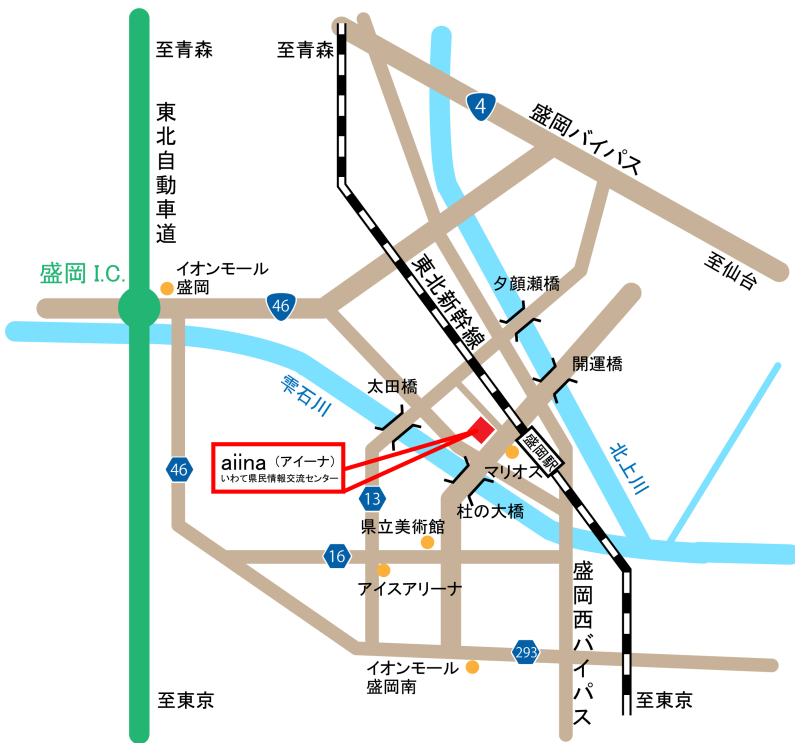 至青森
至青森
東北自動車道
4
盛岡バイパス
至仙台
盛岡 I.C.
イオンモール
盛岡
46
東北新幹線
夕顔瀬橋
開運橋
太田橋
雫石川
北上川
aiina（アイーナ）
いわて県民情報交流センター
盛岡駅
マリオス
46
13
杜の大橋
県立美術館
16
アイスアリーナ
盛岡西バイパス
293
イオンモール
盛岡南
至東京
至東京